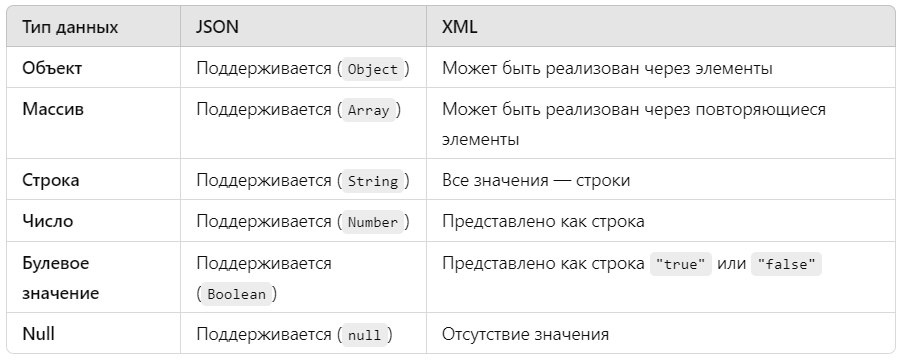 Тип данных JSON XML
Объект Поддерживается ( Object ) Может быть реализован через элементы
Массив Поддерживается ( Array ) Может быть реализован через повторяющиеся
элементы
Строка Поддерживается ( String ) Все значения — строки
Число Поддерживается ( Number ) Представлено как строка
Булевое Поддерживается Представлено как строка "true" или "false"
значение ( Boolean )
Null Поддерживается ( null ) Отсутствие значения